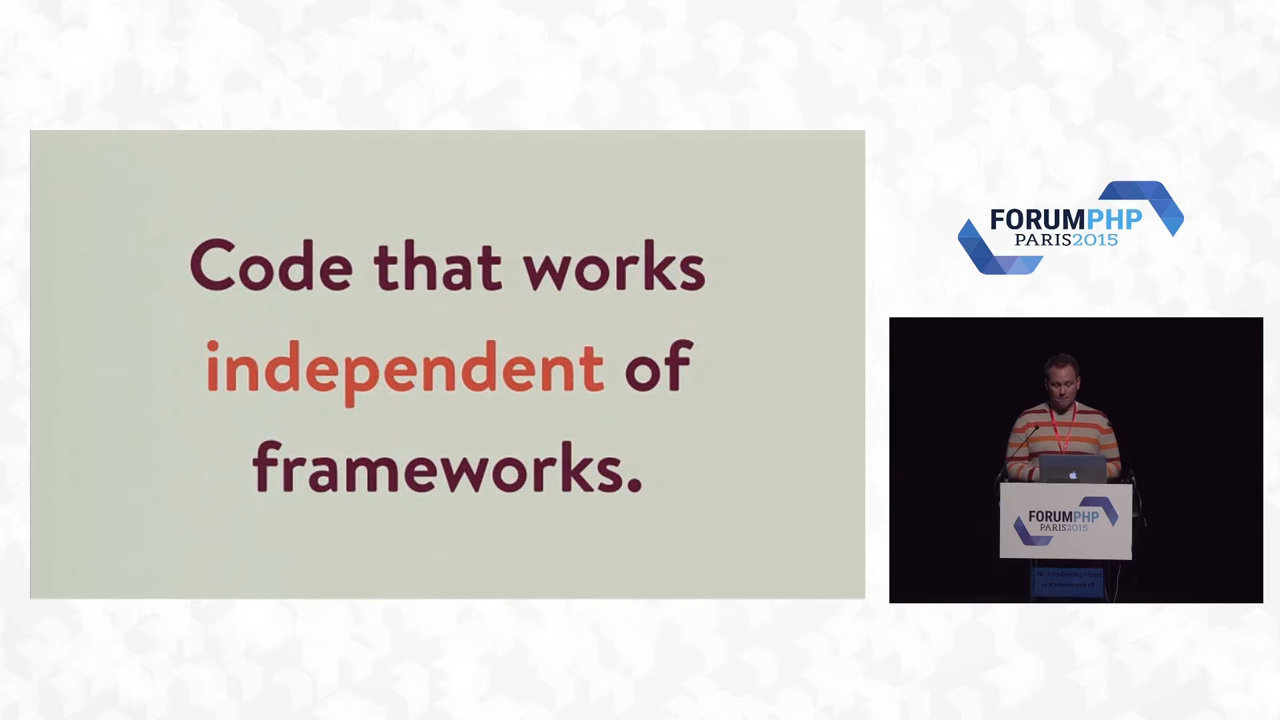 Code that works
independent of
frameworks.
FORUMPHP
PARIS2015
FORUMPHP
PARIS2015